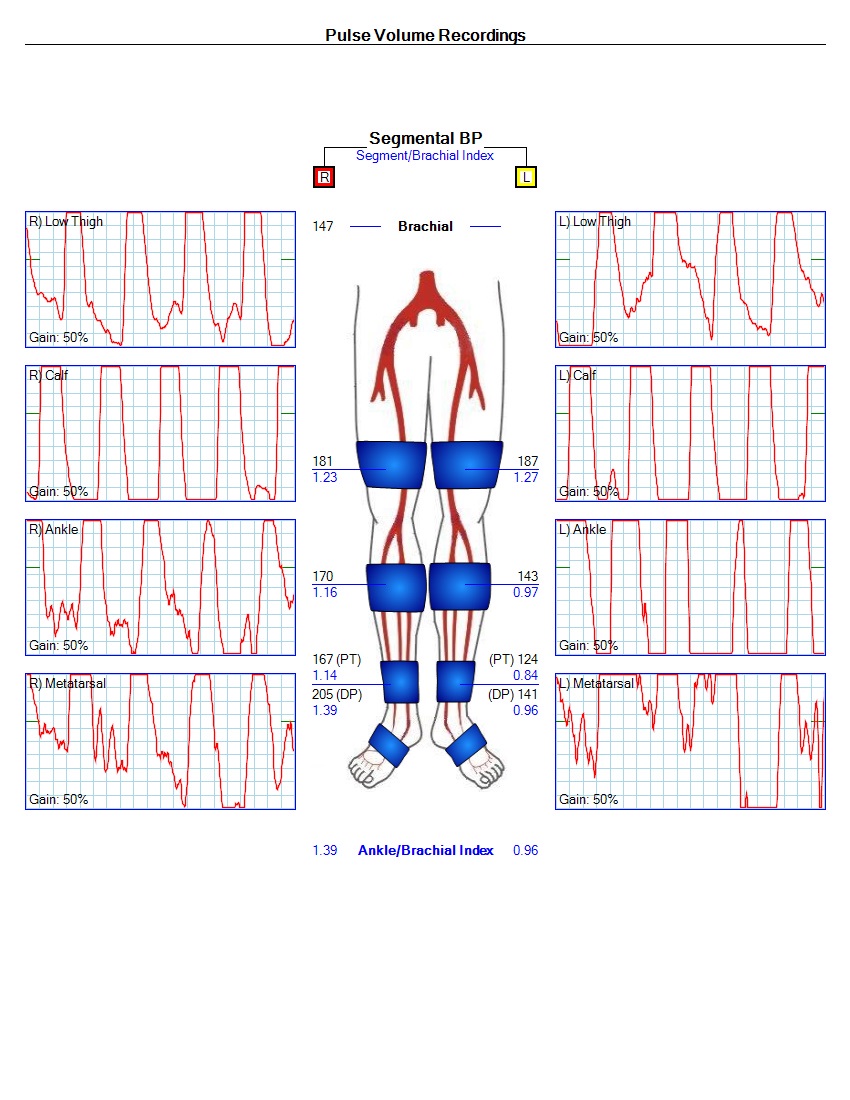 Pulse Volume Recordings
Segmental BP
Segment/Brachial Index
R
L
147 Brachial
R) Low Thigh
Gain: 50%
L) Low Thigh
Gain: 50%
R) Calf
Gain: 50%
L) Calf
Gain: 50%
181
1.23
187
1.27
R) Ankle
Gain: 50%
L) Ankle
Gain: 50%
170
1.16
143
0.97
R) Metatarsal
Gain: 50%
L) Metatarsal
Gain: 50%
167 (PT)
1.14
205 (DP)
1.39
(PT) 124
0.84
(DP) 141
0.96
1.39 Ankle/Brachial Index 0.96